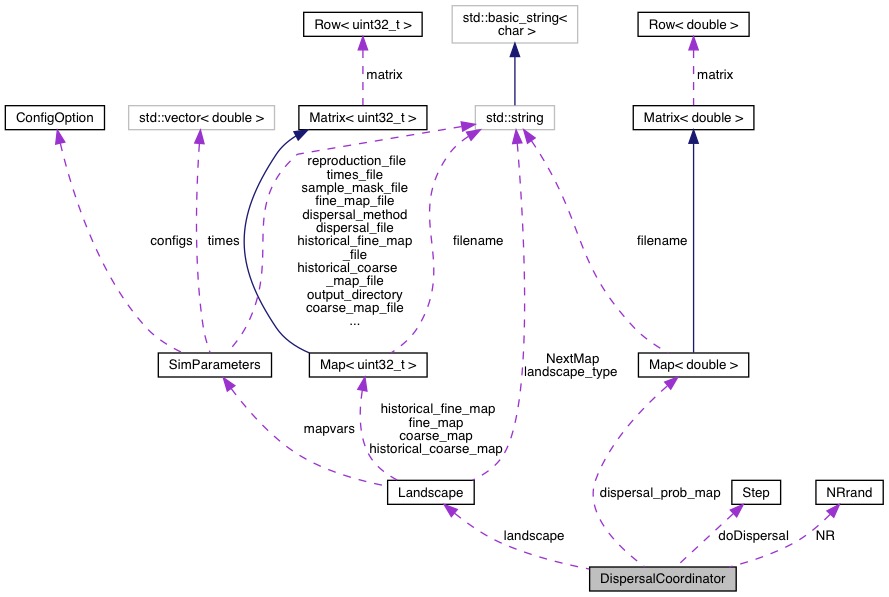 std::basic_string<
char >
Row< uint32_t >
Row< double >
matrix
matrix
ConfigOption
std::vector< double >
Matrix< uint32_t >
std::string
Matrix< double >
reproduction_file
times_file
sample_mask_file
fine_map_file
dispersal_method
dispersal_file
historical_fine_map
_file
historical_coarse
_map_file
output_directory
coarse_map_file
...
configs
times
filename
filename
SimParameters
Map< uint32_t >
NextMap
landscape_type
Map< double >
mapvars
historical_fine_map
fine_map
coarse_map
historical_coarse_map
Landscape
dispersal_prob_map
Step
NRrand
landscape
doDispersal
NR
DispersalCoordinator